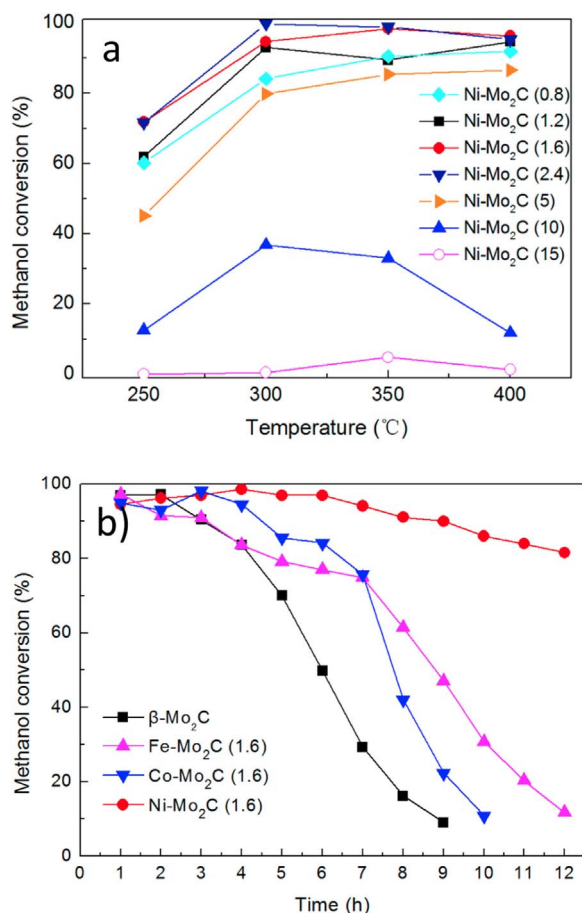 a
100
80
60
40
20
0
Methanol conversion (%)
250
300
350
400
Temperature (℃)
Ni-Mo₂C (0.8)
Ni-Mo₂C (1.2)
Ni-Mo₂C (1.6)
Ni-Mo₂C (2.4)
Ni-Mo₂C (5)
Ni-Mo₂C (10)
Ni-Mo₂C (15)
b)
100
80
60
40
20
0
Methanol conversion (%)
β-Mo₂C
Fe-Mo₂C (1.6)
Co-Mo₂C (1.6)
Ni-Mo₂C (1.6)
0 1 2 3 4 5 6 7 8 9 10 11 12
Time (h)